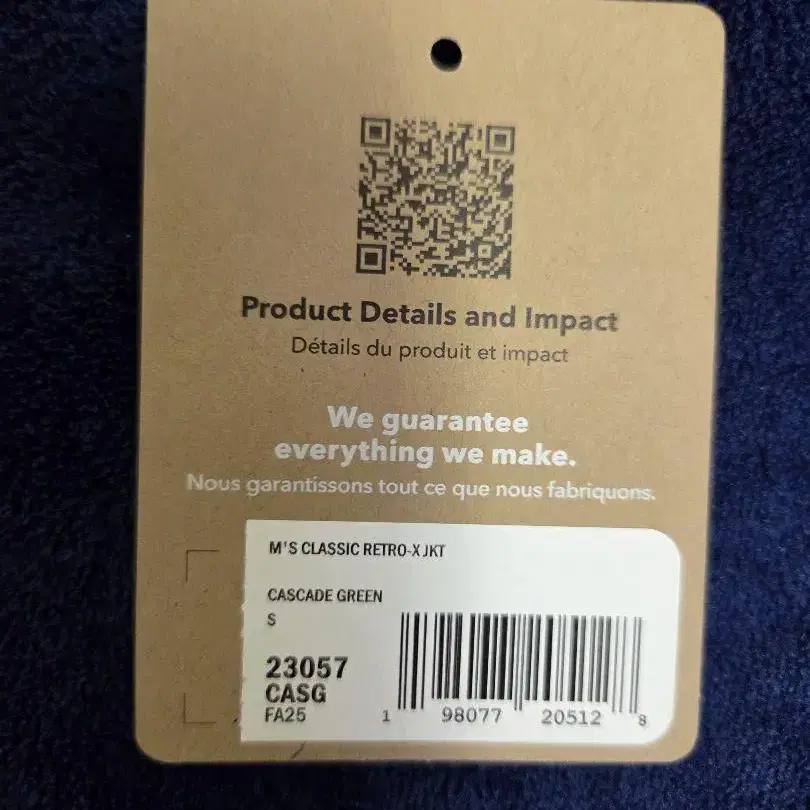 Product Details and Impact
Détails du produit et impact
We guarantee
everything we make.
Nous garantissons tout ce que nous fabriquons.
M'S CLASSIC RETRO-X JKT
CASCADE GREEN
S
23057
CASG
FA25
1 98077 20512 8